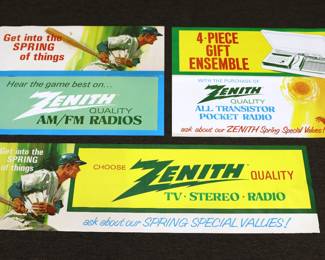 Get into the
SPRING
of things
Hear the game best on...
ZENITH
QUALITY
AM/FM RADIOS
4-PIECE
GIFT
ENSEMBLE
WITH THE PURCHASE OF
ZENITH
QUALITY
ALL TRANSISTOR
POCKET RADIO
ask about our ZENITH Spring Special Values!
Get into the
SPRING
of things
CHOOSE ZENITH QUALITY
TV · STEREO · RADIO
ask about our SPRING SPECIAL VALUES!